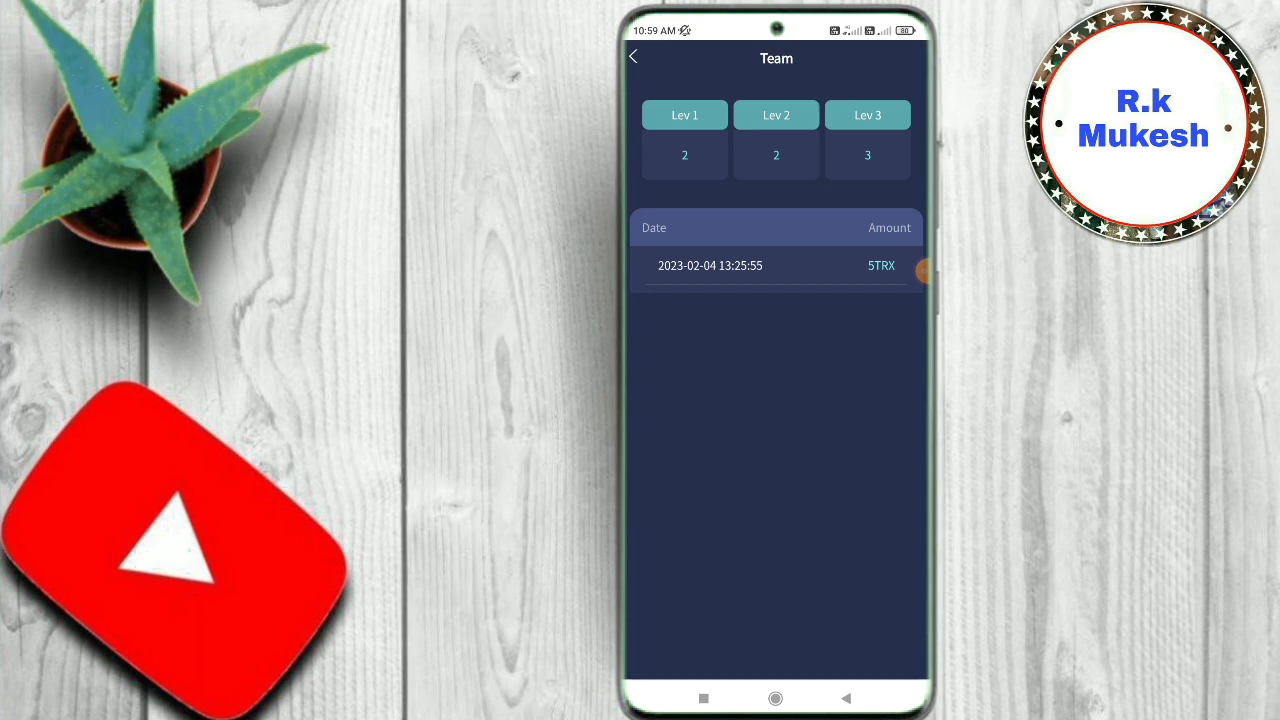 10:59 AM
80
Team
Lev 1
Lev 2
Lev 3
2
2
3
Date
Amount
2023-02-04 13:25:55
5TRX
R.k
Mukesh